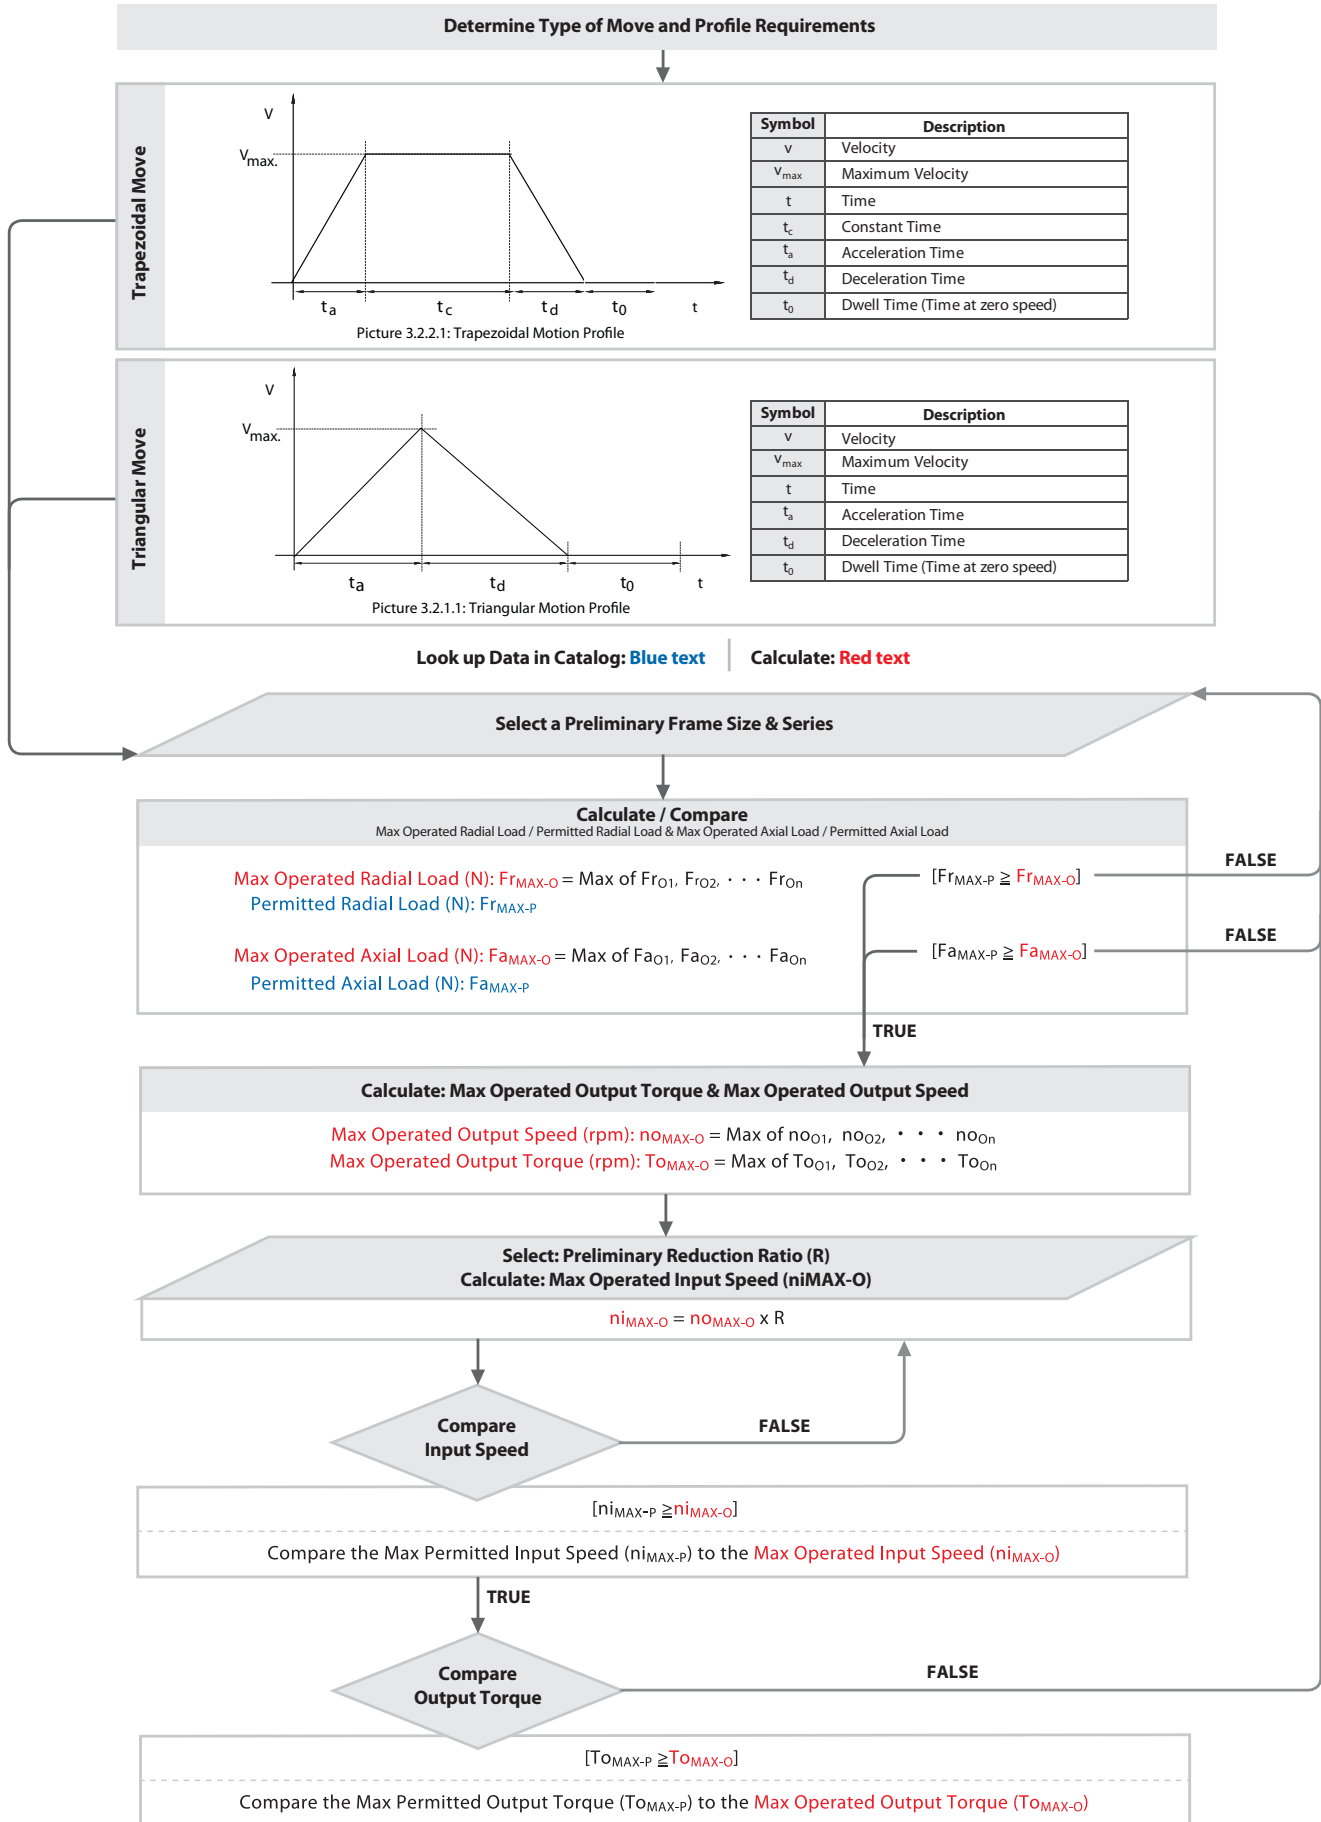 Determine Type of Move and Profile Requirements
Trapezoidal Move
V
Vmax.
ta
tc
td
t0
t
Picture 3.2.2.1: Trapezoidal Motion Profile
Symbol Description
v Velocity
vmax Maximum Velocity
t Time
tc Constant Time
ta Acceleration Time
td Deceleration Time
t0 Dwell Time (Time at zero speed)
Triangular Move
V
Vmax.
ta
td
t0
t
Picture 3.2.1.1: Triangular Motion Profile
Symbol Description
v Velocity
vmax Maximum Velocity
t Time
ta Acceleration Time
td Deceleration Time
t0 Dwell Time (Time at zero speed)
Look up Data in Catalog: Blue text
Calculate: Red text
Select a Preliminary Frame Size & Series
Calculate / Compare
Max Operated Radial Load / Permitted Radial Load & Max Operated Axial Load / Permitted Axial Load
Max Operated Radial Load (N): FrMAX-O = Max of FrO1, FrO2, · · · FrOn
Permitted Radial Load (N): FrMAX-P
[FrMAX-P ≧ FrMAX-O]
FALSE
Max Operated Axial Load (N): FaMAX-O = Max of FaO1, FaO2, · · · FaOn
Permitted Axial Load (N): FaMAX-P
[FaMAX-P ≧ FaMAX-O]
FALSE
TRUE
Calculate: Max Operated Output Torque & Max Operated Output Speed
Max Operated Output Speed (rpm): noMAX-O = Max of noO1, noO2, · · · noOn
Max Operated Output Torque (rpm): ToMAX-O = Max of ToO1, ToO2, · · · ToOn
Select: Preliminary Reduction Ratio (R)
Calculate: Max Operated Input Speed (niMAX-O)
niMAX-O = noMAX-O x R
Compare
Input Speed
FALSE
[niMAX-P ≧niMAX-O]
Compare the Max Permitted Input Speed (niMAX-P) to the Max Operated Input Speed (niMAX-O)
TRUE
Compare
Output Torque
FALSE
[ToMAX-P ≧ToMAX-O]
Compare the Max Permitted Output Torque (ToMAX-P) to the Max Operated Output Torque (ToMAX-O)